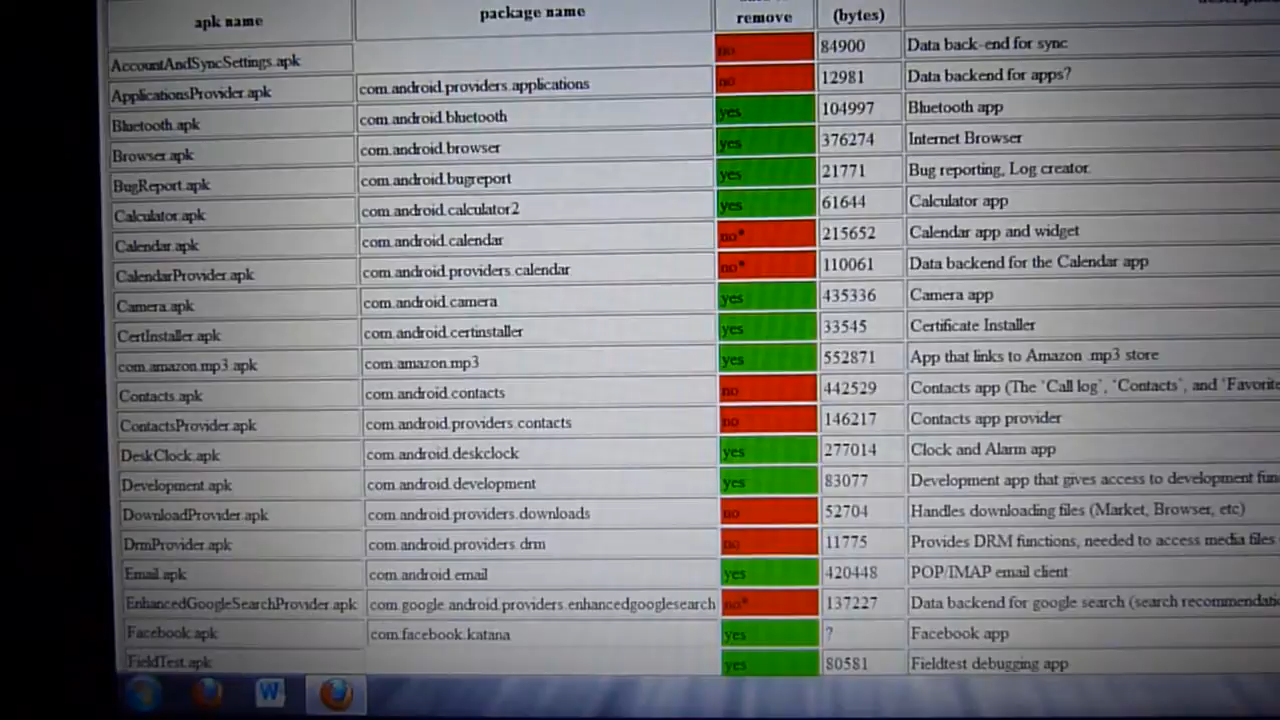 apk name package name remove (bytes)
AccountAndSyncSettings.apk no 84900 Data back-end for sync
ApplicationsProvider.apk com.android.providers.applications no 12981 Data backend for apps?
Bluetooth.apk com.android.bluetooth yes 104997 Bluetooth app
Browser.apk com.android.browser yes 376274 Internet Browser
BugReport.apk com.android.bugreport yes 21771 Bug reporting, Log creator.
Calculator.apk com.android.calculator2 yes 61644 Calculator app
Calendar.apk com.android.calendar no* 215652 Calendar app and widget
CalendarProvider.apk com.android.providers.calendar no* 110061 Data backend for the Calendar app
Camera.apk com.android.camera yes 435336 Camera app
CertInstaller.apk com.android.certinstaller yes 33545 Certificate Installer
com.amazon.mp3.apk com.amazon.mp3 yes 552871 App that links to Amazon .mp3 store
Contacts.apk com.android.contacts no 442529 Contacts app (The 'Call log', 'Contacts', and 'Favorite
ContactsProvider.apk com.android.providers.contacts no 146217 Contacts app provider
DeskClock.apk com.android.deskclock yes 277014 Clock and Alarm app
Development.apk com.android.development yes 83077 Development app that gives access to development fun
DownloadProvider.apk com.android.providers.downloads no 52704 Handles downloading files (Market, Browser, etc)
DrmProvider.apk com.android.providers.drm no 11775 Provides DRM functions, needed to access media files
Email.apk com.android.email yes 420448 POP/IMAP email client
EnhancedGoogleSearchProvider.apk com.google.android.providers.enhancedgooglesearch no* 137227 Data backend for google search (search recommendati
Facebook.apk com.facebook.katana yes ? Facebook app
FieldTest.apk yes 80581 Fieldtest debugging app
W